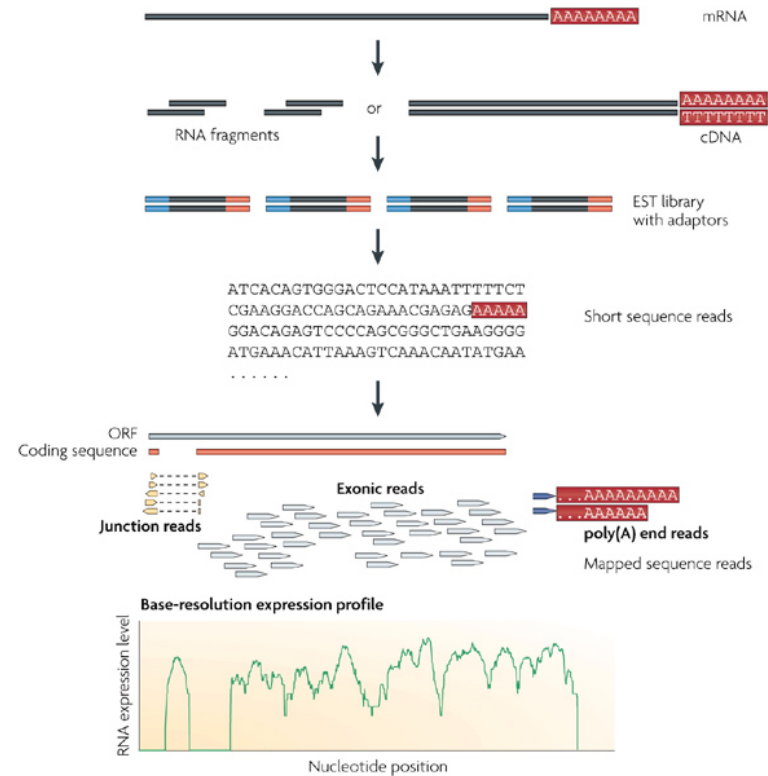 AAAAAAAA mRNA
or AAAAAAAA
TTTTTTTT
RNA fragments cDNA
EST library
with adaptors
ATCACAGTGGGACTCCATAAATTTTTCT
CGAAGGACCAGCAGAAACGAGAGAAAAA
GGACAGAGTCCCCAGCGGGCTGAAGGGG
ATGAAACATTAAAGTCAAACAATATGAA
......
Short sequence reads
ORF
Coding sequence
Exonic reads
...AAAAAAAAA
...AAAAAA
Junction reads
poly(A) end reads
Mapped sequence reads
Base-resolution expression profile
RNA expression level
Nucleotide position